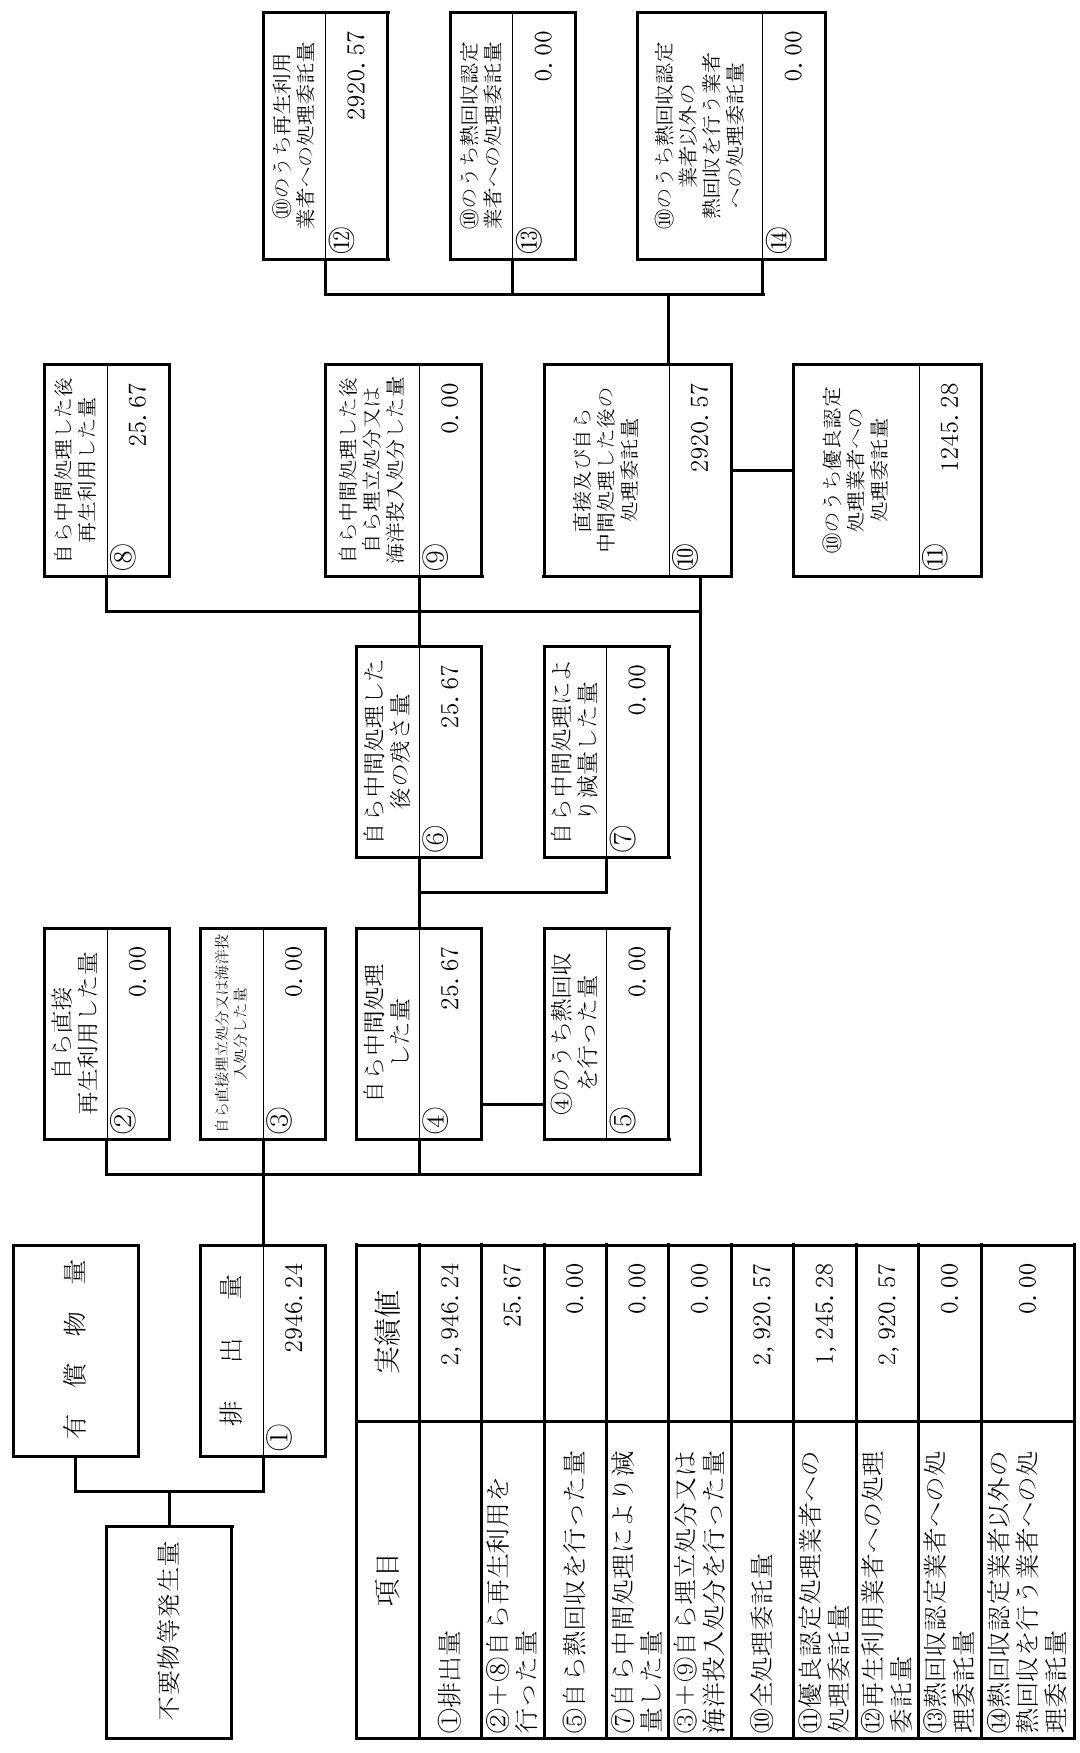 不要物等発生量
有償物量
排出量
①
2946.24
自ら直接
再生利用した量
②
0.00
自ら直接埋立処分又は海洋投
入処分した量
③
0.00
自ら中間処理
した量
④
25.67
④のうち熱回収
を行った量
⑤
0.00
自ら中間処理した
後の残さ量
⑥
25.67
自ら中間処理によ
り減量した量
⑦
0.00
自ら中間処理した後
再生利用した量
⑧
25.67
自ら中間処理した後
自ら埋立処分又は
海洋投入処分した量
⑨
0.00
直接及び自ら
中間処理した後の
処理委託量
⑩
2920.57
⑩のうち優良認定
処理業者への
処理委託量
⑪
1245.28
⑩のうち再生利用
業者への処理委託量
⑫
2920.57
⑩のうち熱回収認定
業者への処理委託量
⑬
0.00
⑩のうち熱回収認定
業者以外の
熱回収を行う業者
への処理委託量
⑭
0.00
項目 実績値
①排出量 2,946.24
②＋⑧自ら再生利用を
行った量 25.67
⑤自ら熱回収を行った量 0.00
⑦自ら中間処理により減
量した量 0.00
③＋⑨自ら埋立処分又は
海洋投入処分を行った量 0.00
⑩全処理委託量 2,920.57
⑪優良認定処理業者への
処理委託量 1,245.28
⑫再生利用業者への処理
委託量 2,920.57
⑬熱回収認定業者への処
理委託量 0.00
⑭熱回収認定業者以外の
熱回収を行う業者への処
理委託量 0.00